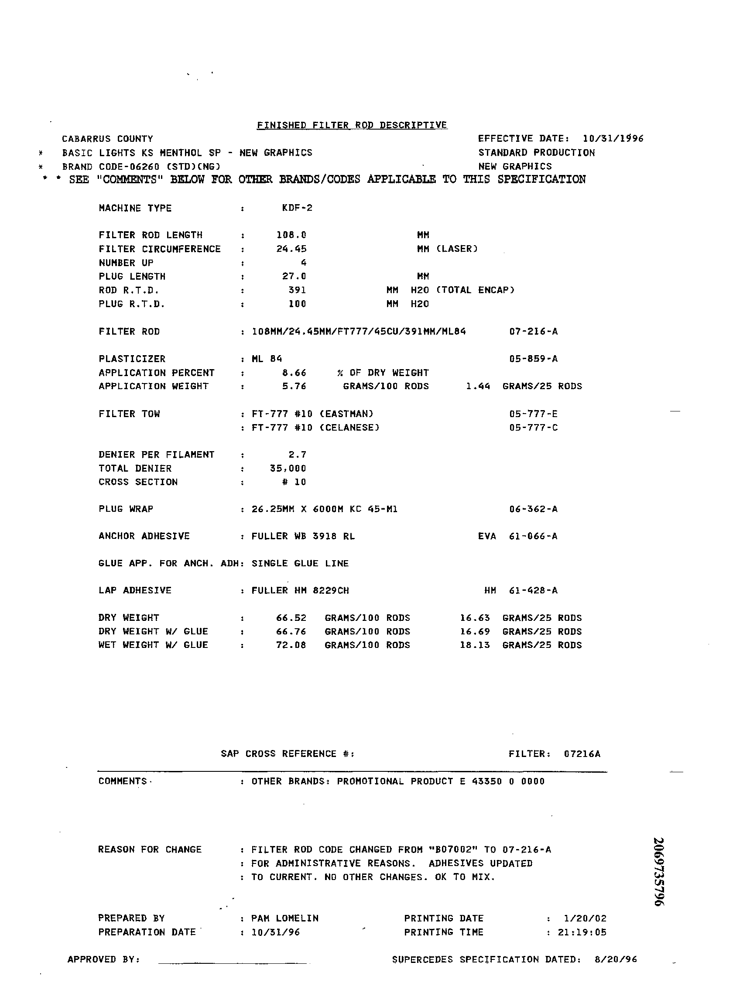 FINISHED FILTER ROD DESCRIPTIVE
CABARRUS COUNTY EFFECTIVE DATE: 10/31/1996
* BASIC LIGHTS KS MENTHOL SP - NEW GRAPHICS STANDARD PRODUCTION
* BRAND CODE-06260 (STD)(NG) NEW GRAPHICS
* * SEE "COMMENTS" BELOW FOR OTHER BRANDS/CODES APPLICABLE TO THIS SPECIFICATION
MACHINE TYPE : KDF-2
FILTER ROD LENGTH : 108.0 MM
FILTER CIRCUMFERENCE : 24.45 MM (LASER)
NUMBER UP : 4
PLUG LENGTH : 27.0 MM
ROD R.T.D. : 391 MM H2O (TOTAL ENCAP)
PLUG R.T.D. : 100 MM H2O
FILTER ROD : 108MM/24.45MM/FT777/45CU/391MM/ML84 07-216-A
PLASTICIZER : ML 84 05-859-A
APPLICATION PERCENT : 8.66 % OF DRY WEIGHT
APPLICATION WEIGHT : 5.76 GRAMS/100 RODS 1.44 GRAMS/25 RODS
FILTER TOW : FT-777 #10 (EASTMAN) 05-777-E
: FT-777 #10 (CELANESE) 05-777-C
DENIER PER FILAMENT : 2.7
TOTAL DENIER : 35,000
CROSS SECTION : # 10
PLUG WRAP : 26.25MM X 6000M KC 45-M1 06-362-A
ANCHOR ADHESIVE : FULLER WB 3918 RL EVA 61-066-A
GLUE APP. FOR ANCH. ADH: SINGLE GLUE LINE
LAP ADHESIVE : FULLER HM 8229CH HM 61-428-A
DRY WEIGHT : 66.52 GRAMS/100 RODS 16.63 GRAMS/25 RODS
DRY WEIGHT W/ GLUE : 66.76 GRAMS/100 RODS 16.69 GRAMS/25 RODS
WET WEIGHT W/ GLUE : 72.08 GRAMS/100 RODS 18.13 GRAMS/25 RODS
SAP CROSS REFERENCE #: FILTER: 07216A
COMMENTS : OTHER BRANDS: PROMOTIONAL PRODUCT E 43350 0 0000
REASON FOR CHANGE : FILTER ROD CODE CHANGED FROM "B07002" TO 07-216-A
: FOR ADMINISTRATIVE REASONS. ADHESIVES UPDATED
: TO CURRENT. NO OTHER CHANGES. OK TO MIX.
2069735796
PREPARED BY : PAM LOMELIN PRINTING DATE : 1/20/02
PREPARATION DATE : 10/31/96 PRINTING TIME : 21:19:05
APPROVED BY: SUPERCEDES SPECIFICATION DATED: 8/20/96